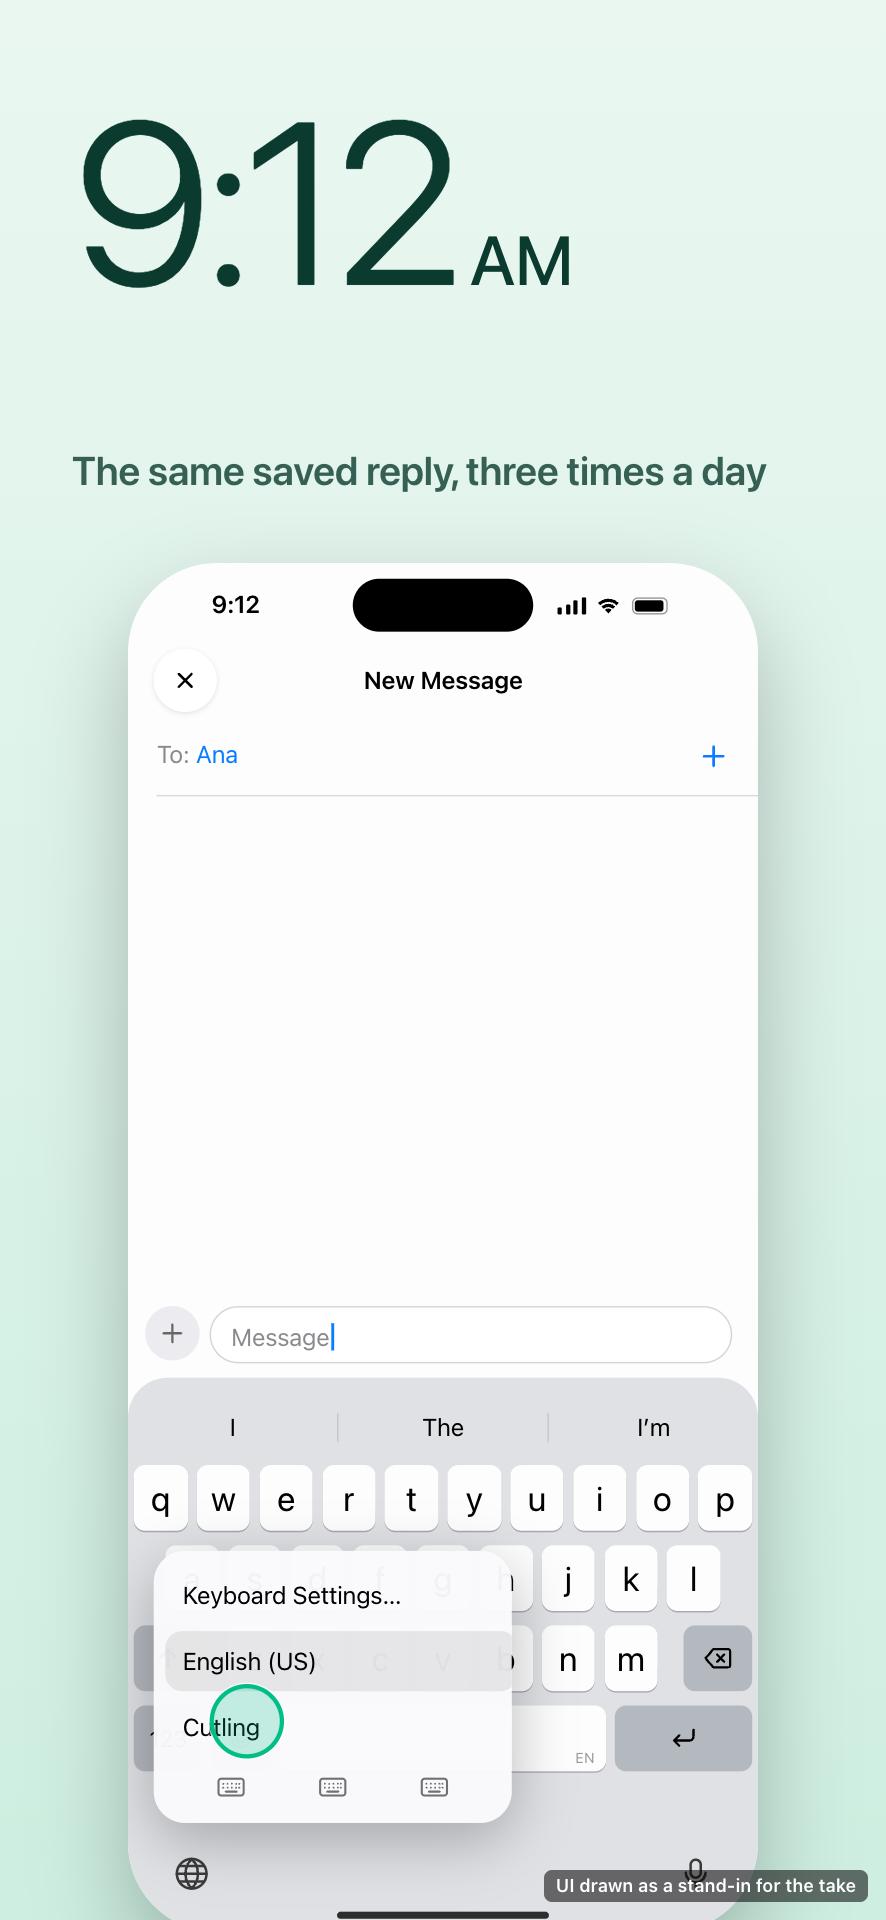 9:12 AM
The same saved reply, three times a day
9:12
New Message
To: Ana
Message
I The I’m
q w e r t y u i o p
a s d f g h j k l
Keyboard Settings...
c v b n m
English (US)
Cutling
123
EN
UI drawn as a stand-in for the take